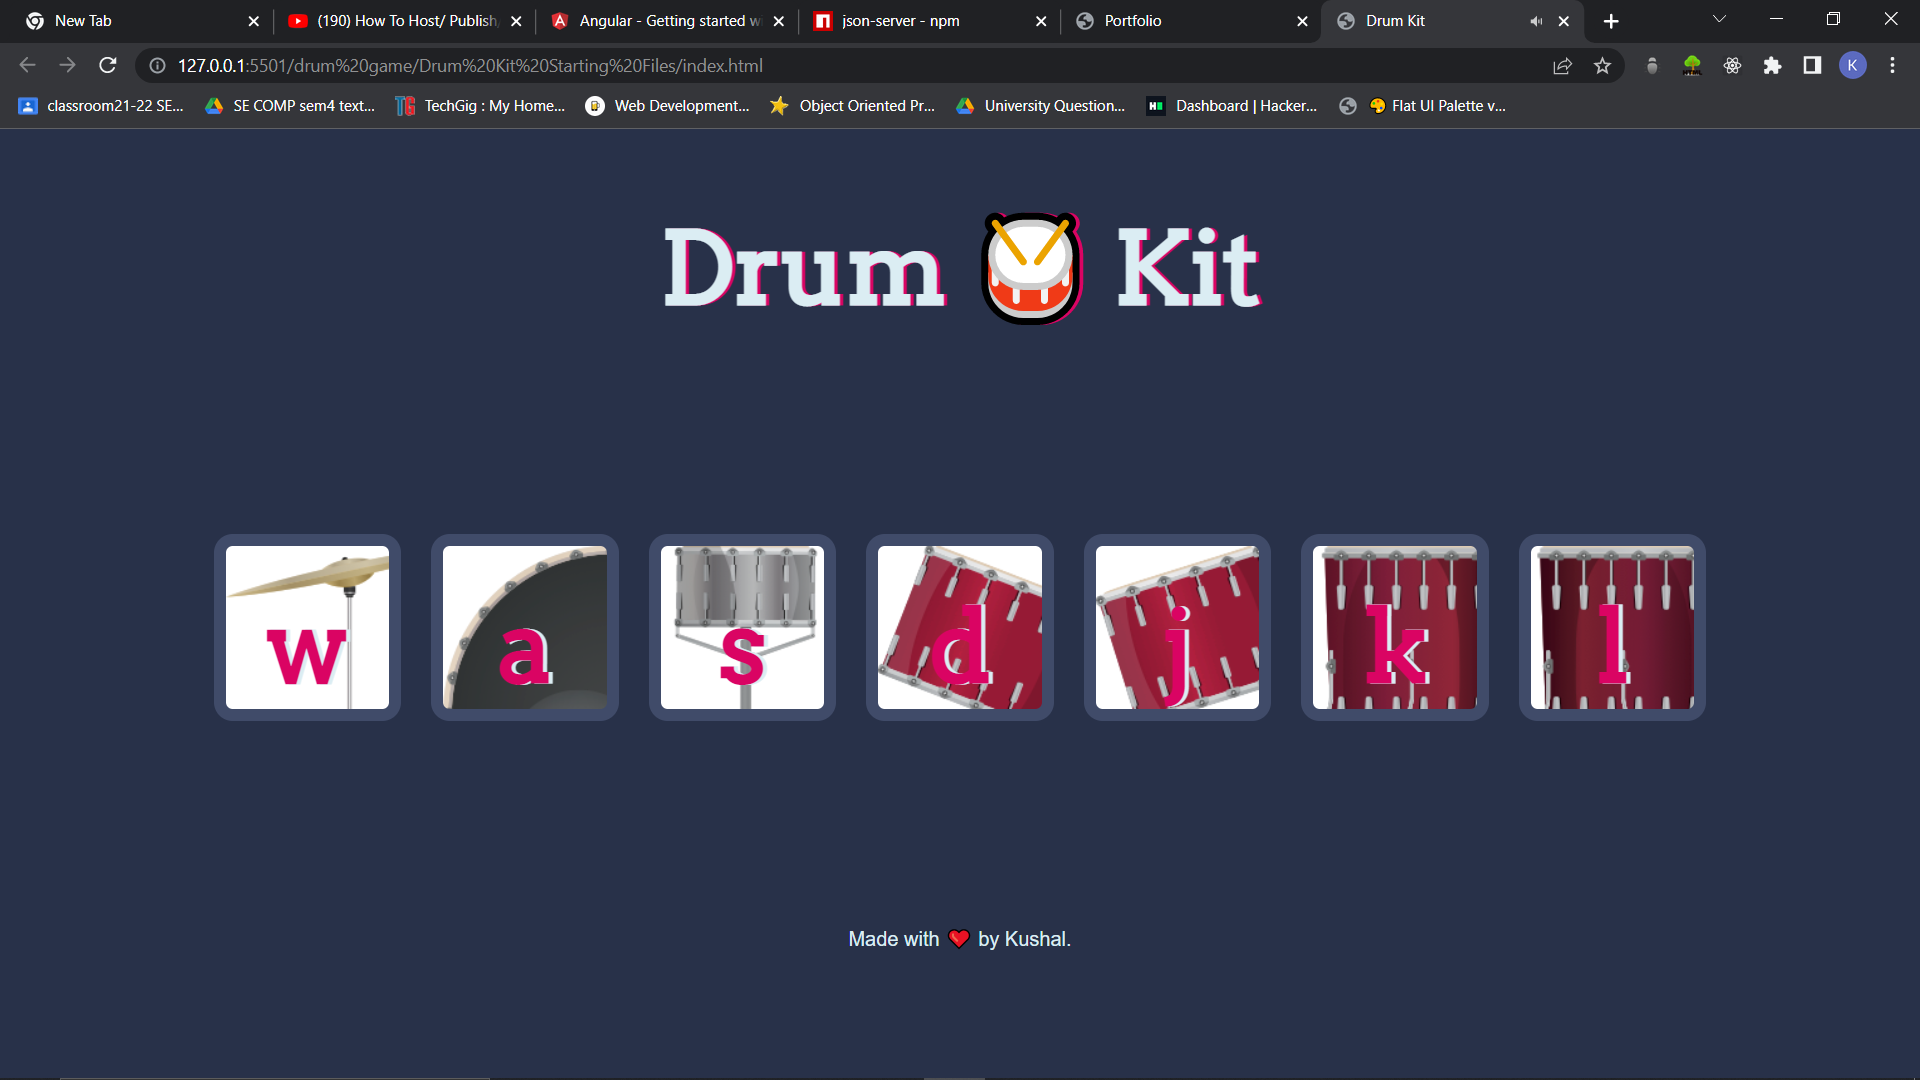 New Tab
(190) How To Host/ Publish
Angular - Getting started wi
json-server - npm
Portfolio
Drum Kit
127.0.0.1:5501/drum%20game/Drum%20Kit%20Starting%20Files/index.html
K
classroom21-22 SE...
SE COMP sem4 text...
TG
TechGig : My Home...
Web Development...
Object Oriented Pr...
University Question...
Dashboard | Hacker...
Flat UI Palette v...
Drum 🥁 Kit
w a s d j k l
Made with ❤️ by Kushal.